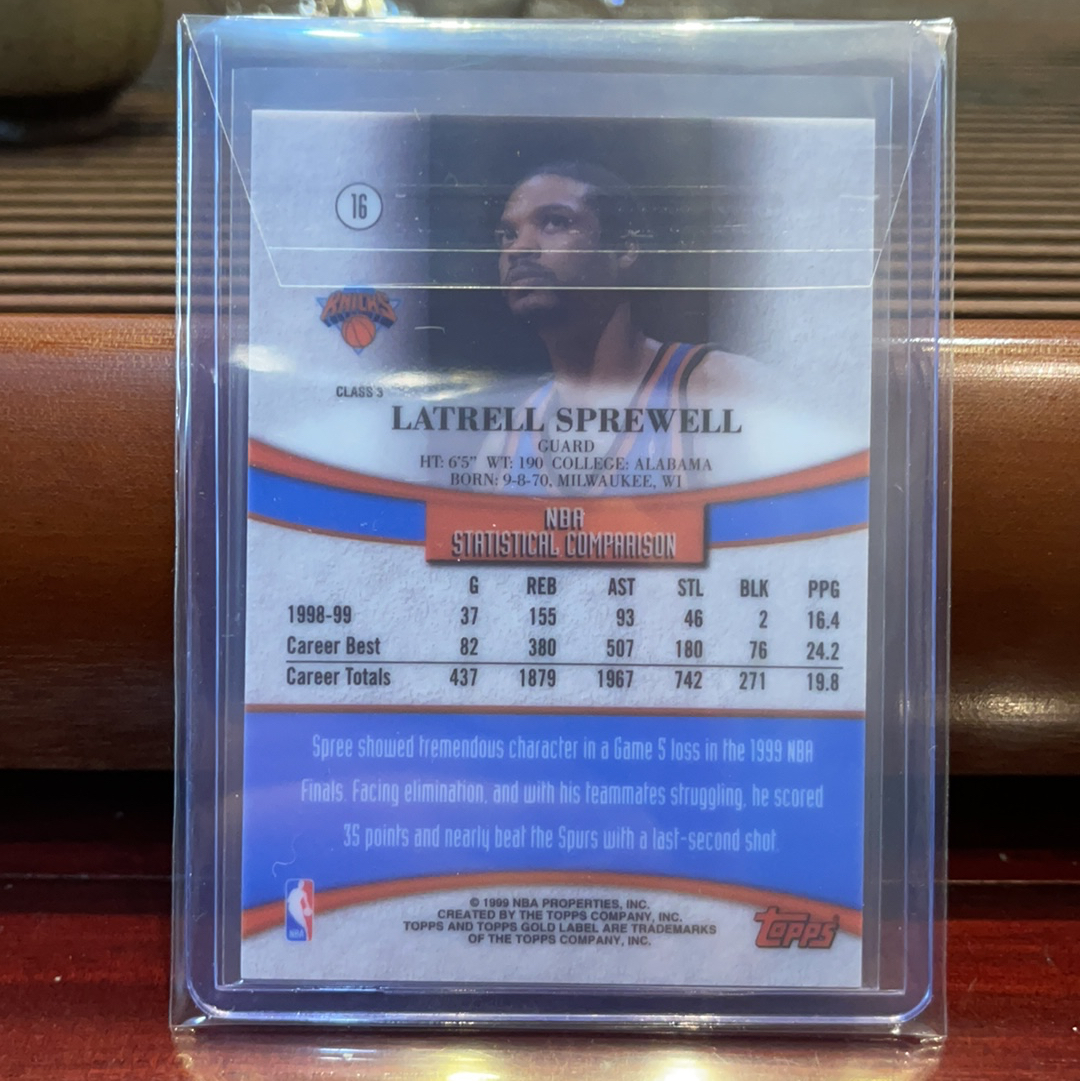 16
KNICKS
CLASS 3
LATRELL SPREWELL
GUARD
HT: 6'5" WT: 190 COLLEGE: ALABAMA
BORN: 9-8-70, MILWAUKEE, WI
NBA
STATISTICAL COMPARISON
G REB AST STL BLK PPG
1998-99 37 155 93 46 2 16.4
Career Best 82 380 507 180 76 24.2
Career Totals 437 1879 1967 742 271 19.8
Spree showed tremendous character in a Game 5 loss in the 1999 NBA
Finals. Facing elimination, and with his teammates struggling, he scored
35 points and nearly beat the Spurs with a last-second shot.
NBA
© 1999 NBA PROPERTIES, INC.
CREATED BY THE TOPPS COMPANY, INC.
TOPPS AND TOPPS GOLD LABEL ARE TRADEMARKS
OF THE TOPPS COMPANY, INC.
Topps